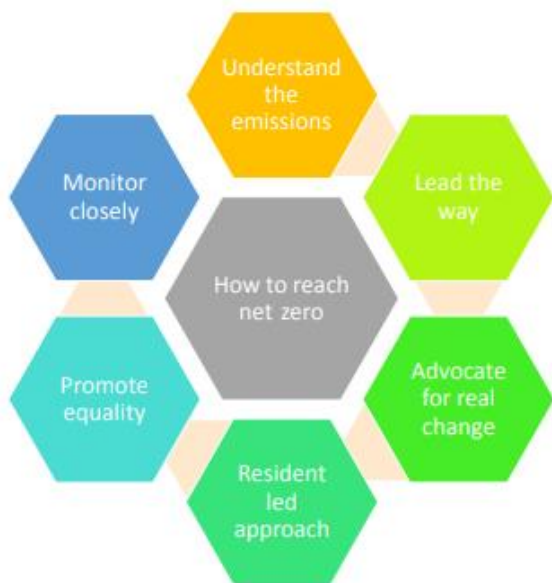 Understand
the
emissions
Lead the
way
Advocate
for real
change
Resident
led
approach
Promote
equality
Monitor
closely
How to reach
net zero